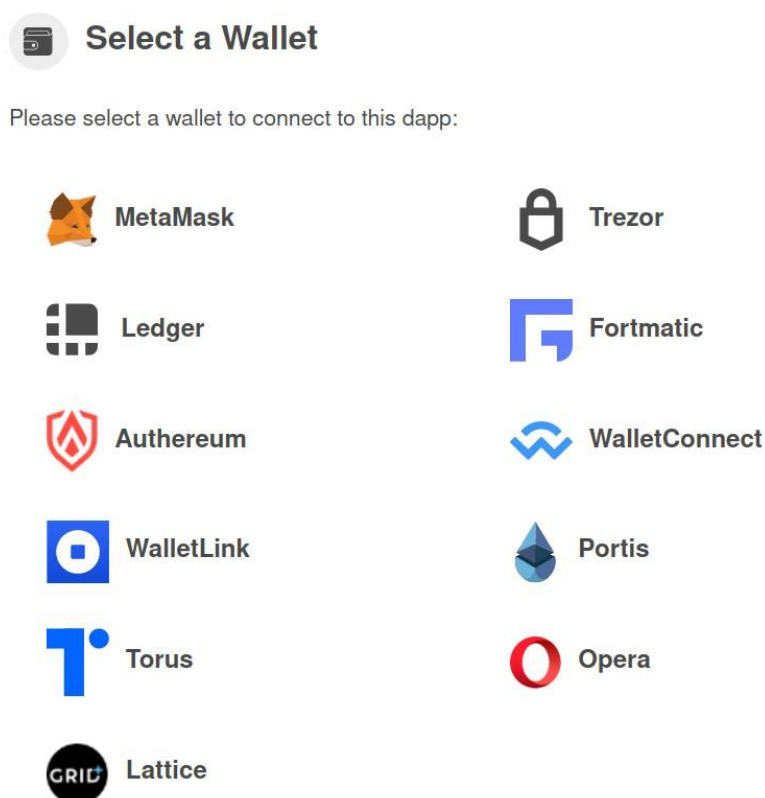 Select a Wallet
Please select a wallet to connect to this dapp:
MetaMask
Trezor
Ledger
Fortmatic
Authereum
WalletConnect
WalletLink
Portis
Torus
Opera
GRID+
Lattice